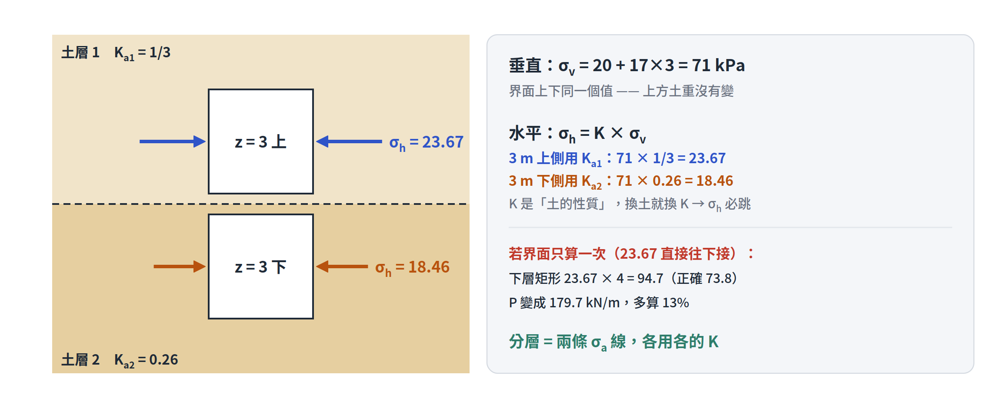 土層 1 Kₐ₁ = 1/3
z = 3 上
σₕ = 23.67
z = 3 下
σₕ = 18.46
土層 2 Kₐ₂ = 0.26
垂直：σᵥ = 20 + 17×3 = 71 kPa
界面上下同一個值 —— 上方土重沒有變
水平：σₕ = K × σᵥ
3 m 上側用 Kₐ₁：71 × 1/3 = 23.67
3 m 下側用 Kₐ₂：71 × 0.26 = 18.46
K 是「土的性質」，換土就換 K → σₕ 必跳
若界面只算一次（23.67 直接往下接）：
下層矩形 23.67 × 4 = 94.7（正確 73.8）
P 變成 179.7 kN/m，多算 13%
分層 = 兩條 σₐ 線，各用各的 K